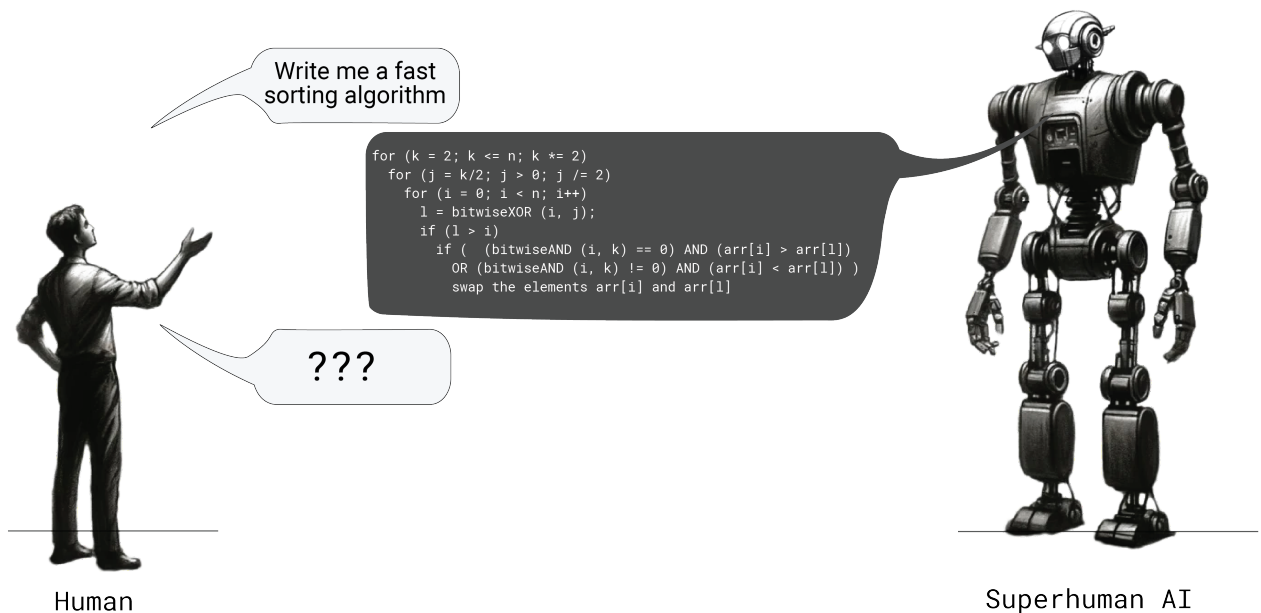 Write me a fast
sorting algorithm
for (k = 2; k <= n; k *= 2)
  for (j = k/2; j > 0; j /= 2)
    for (i = 0; i < n; i++)
      l = bitwiseXOR (i, j);
      if (l > i)
        if (  (bitwiseAND (i, k) == 0) AND (arr[i] > arr[l])
          OR (bitwiseAND (i, k) != 0) AND (arr[i] < arr[l]) )
          swap the elements arr[i] and arr[l]
???
Human
Superhuman AI